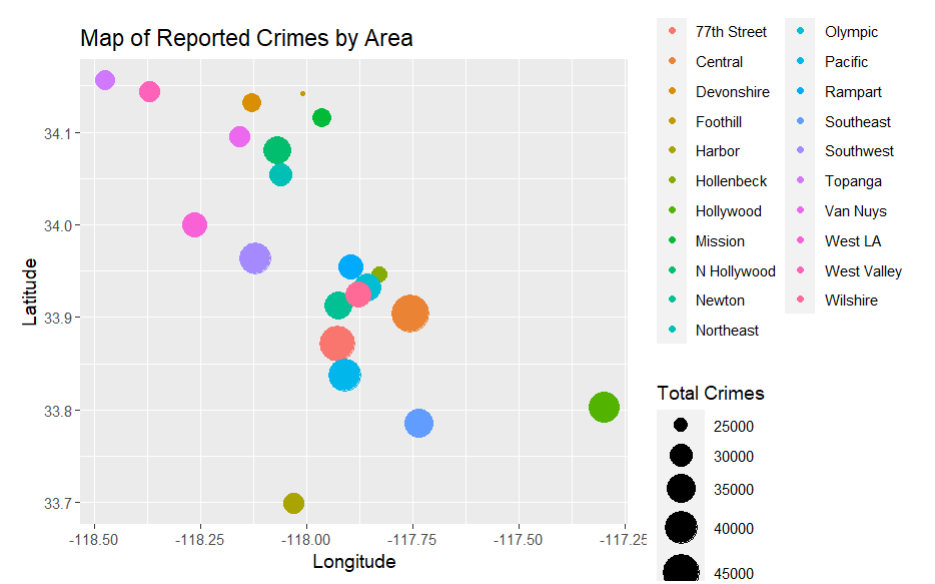 Map of Reported Crimes by Area
34.1
34.0
33.9
33.8
33.7
Latitude
-118.50 -118.25 -118.00 -117.75 -117.50 -117.25
Longitude
77th Street
Central
Devonshire
Foothill
Harbor
Hollenbeck
Hollywood
Mission
N Hollywood
Newton
Northeast
Olympic
Pacific
Rampart
Southeast
Southwest
Topanga
Van Nuys
West LA
West Valley
Wilshire
Total Crimes
25000
30000
35000
40000
45000